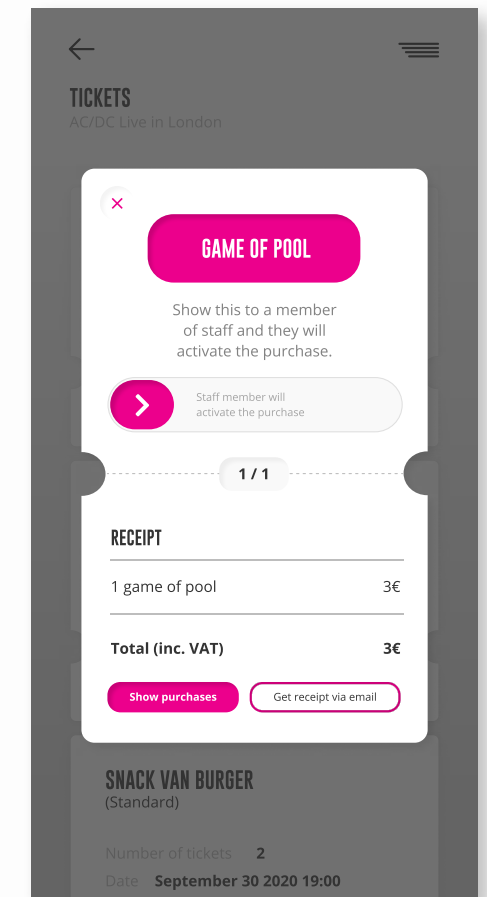 TICKETS
AC/DC Live in London
GAME OF POOL
Show this to a member
of staff and they will
activate the purchase.
Staff member will
activate the purchase
1 / 1
RECEIPT
1 game of pool 3€
Total (inc. VAT) 3€
Show purchases Get receipt via email
SNACK VAN BURGER
(Standard)
Number of tickets 2
Date September 30 2020 19:00